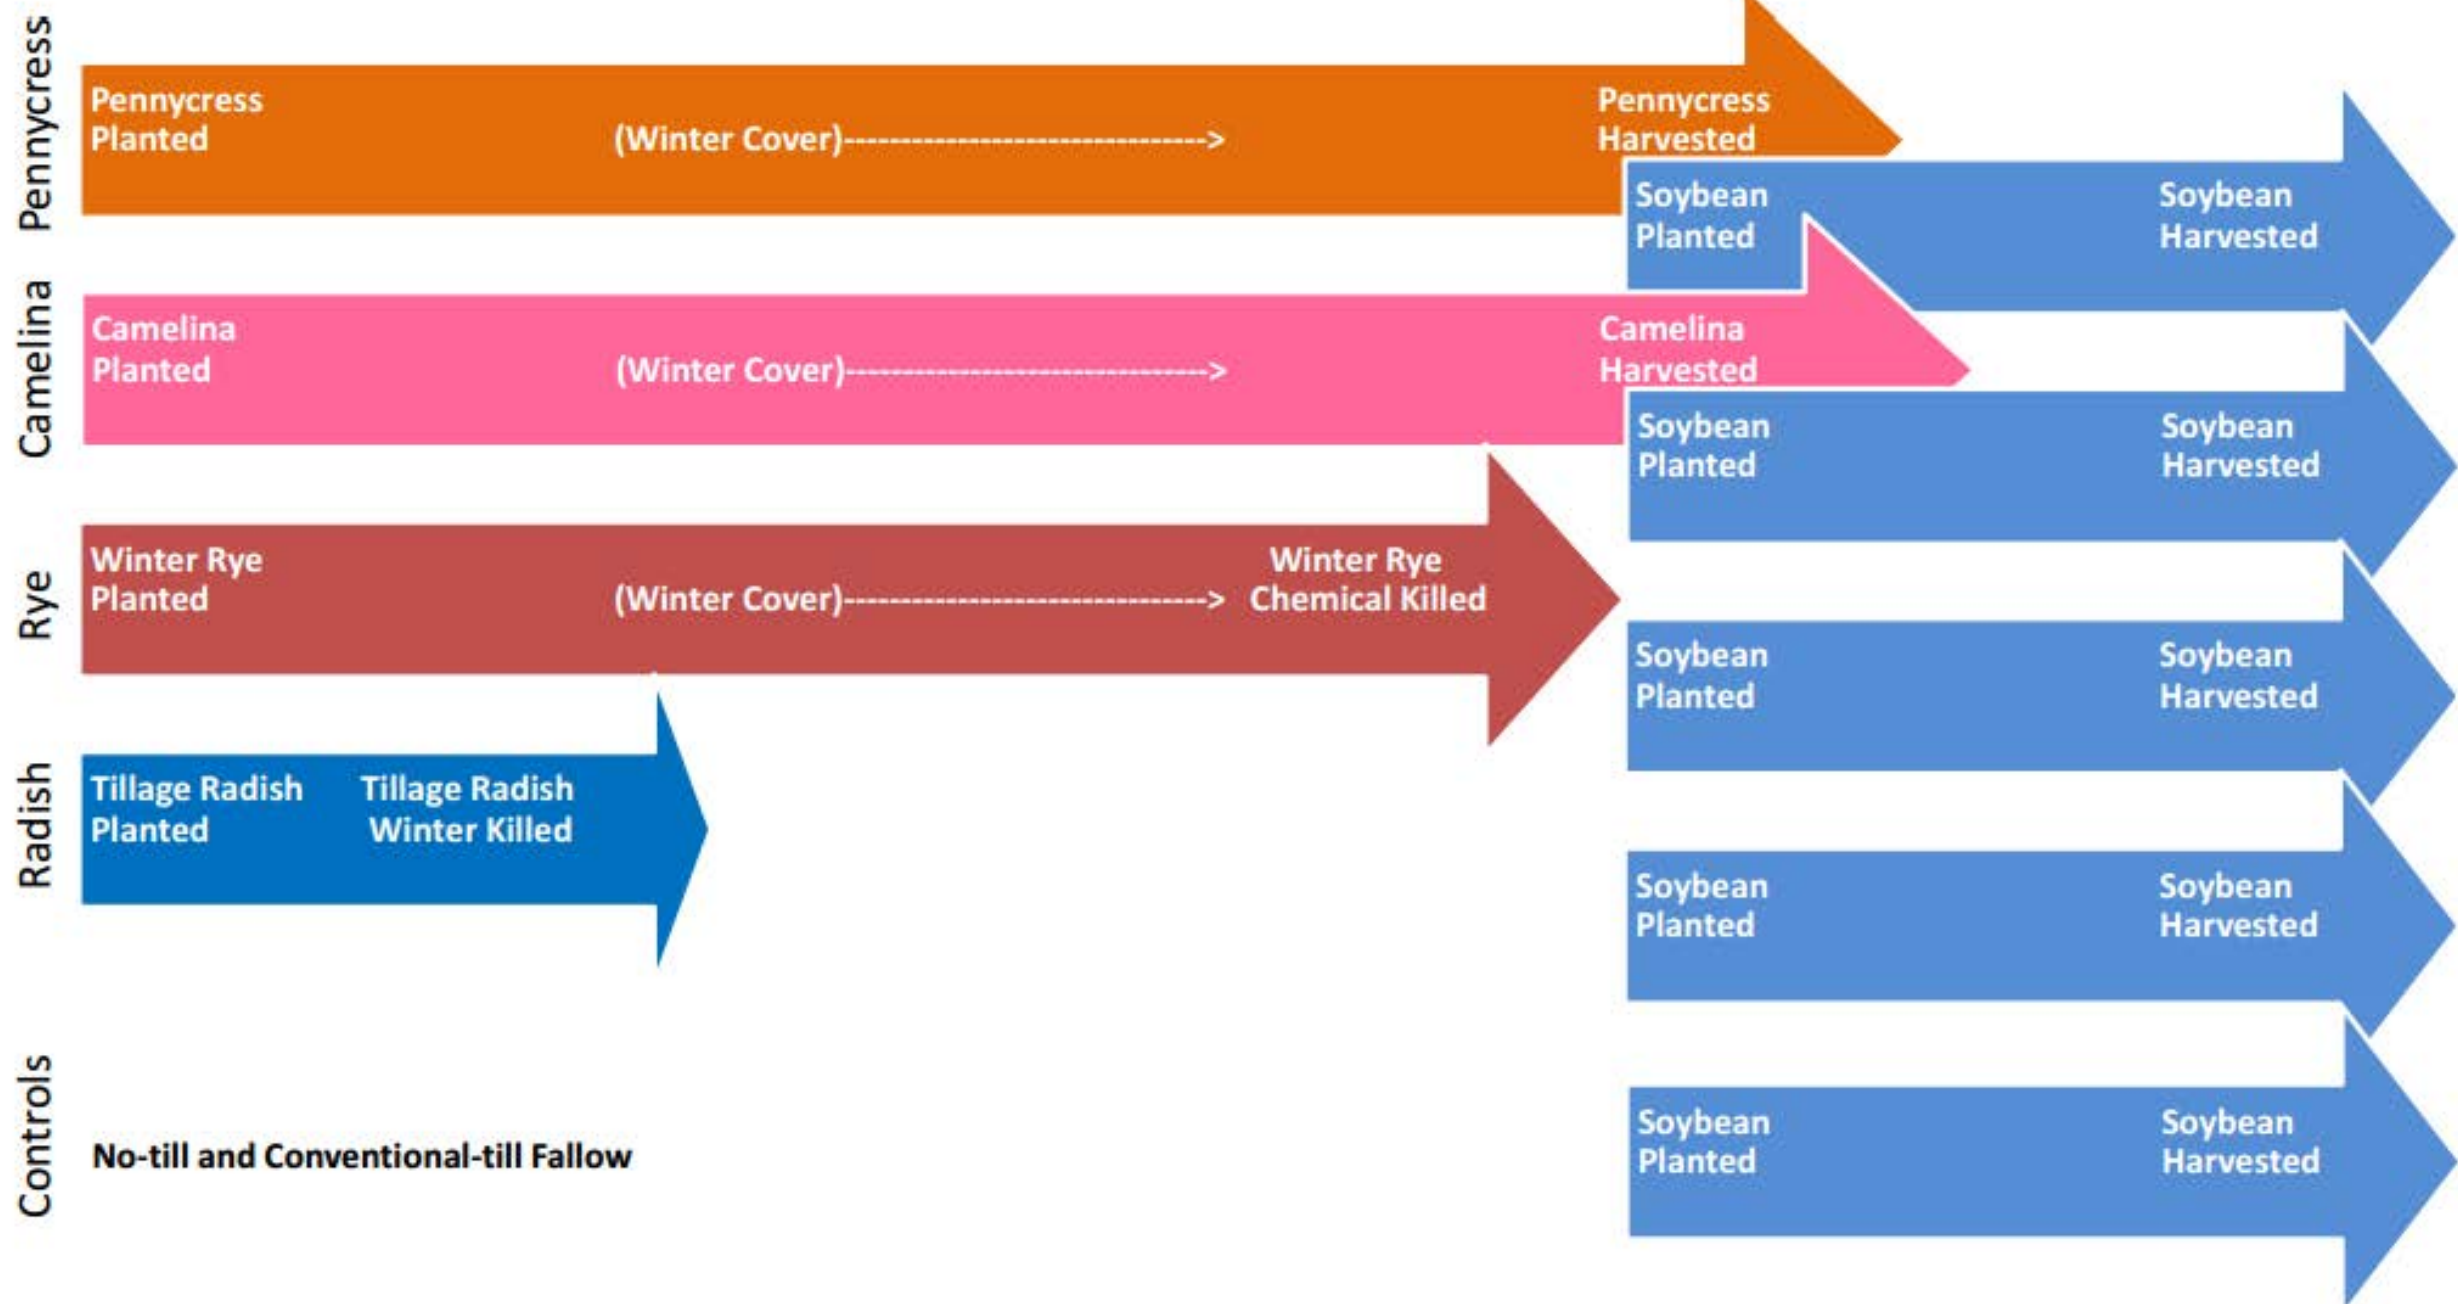 Pennycress
Pennycress
Planted
(Winter Cover)-------------------------------->
Pennycress
Harvested
Soybean
Planted
Soybean
Harvested
Camelina
Camelina
Planted
(Winter Cover)-------------------------------->
Camelina
Harvested
Soybean
Planted
Soybean
Harvested
Rye
Winter Rye
Planted
(Winter Cover)-------------------------------->
Winter Rye
Chemical Killed
Soybean
Planted
Soybean
Harvested
Radish
Tillage Radish
Planted
Tillage Radish
Winter Killed
Soybean
Planted
Soybean
Harvested
Controls
No-till and Conventional-till Fallow
Soybean
Planted
Soybean
Harvested